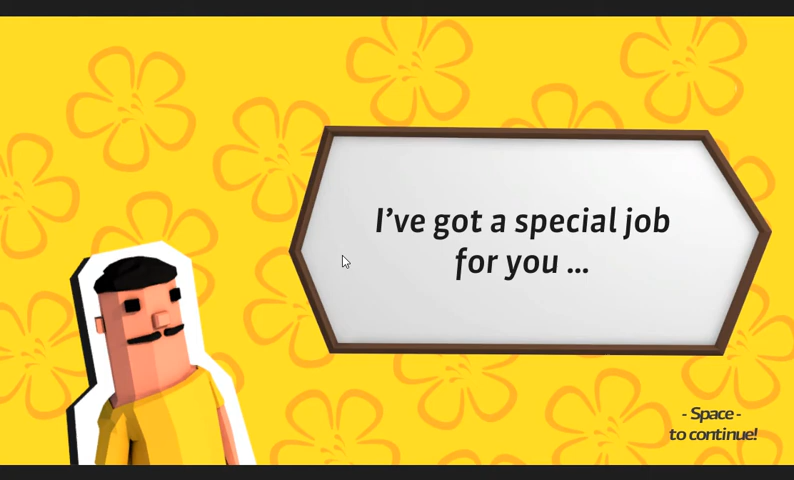 I’ve got a special job
for you ...
- Space -
to continue!